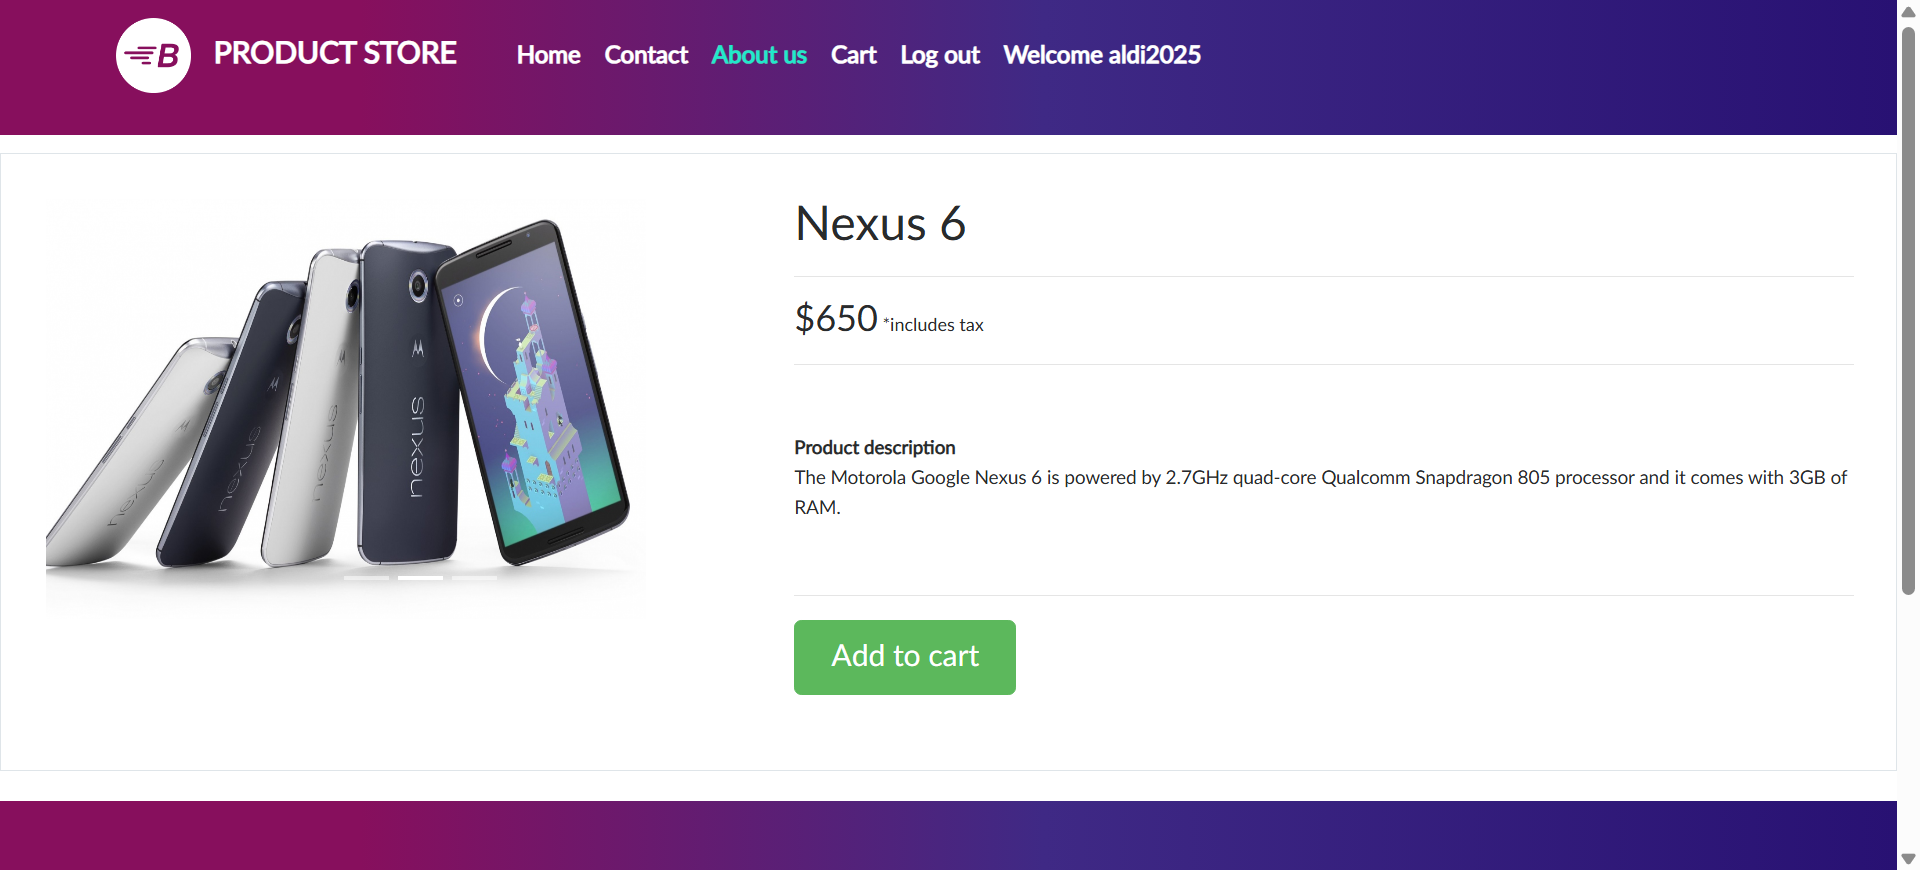 B PRODUCT STORE Home Contact About us Cart Log out Welcome aldi2025
Nexus 6
$650 *includes tax
nexus
nexus
nexus
nexus
Product description
The Motorola Google Nexus 6 is powered by 2.7GHz quad-core Qualcomm Snapdragon 805 processor and it comes with 3GB of
RAM.
Add to cart